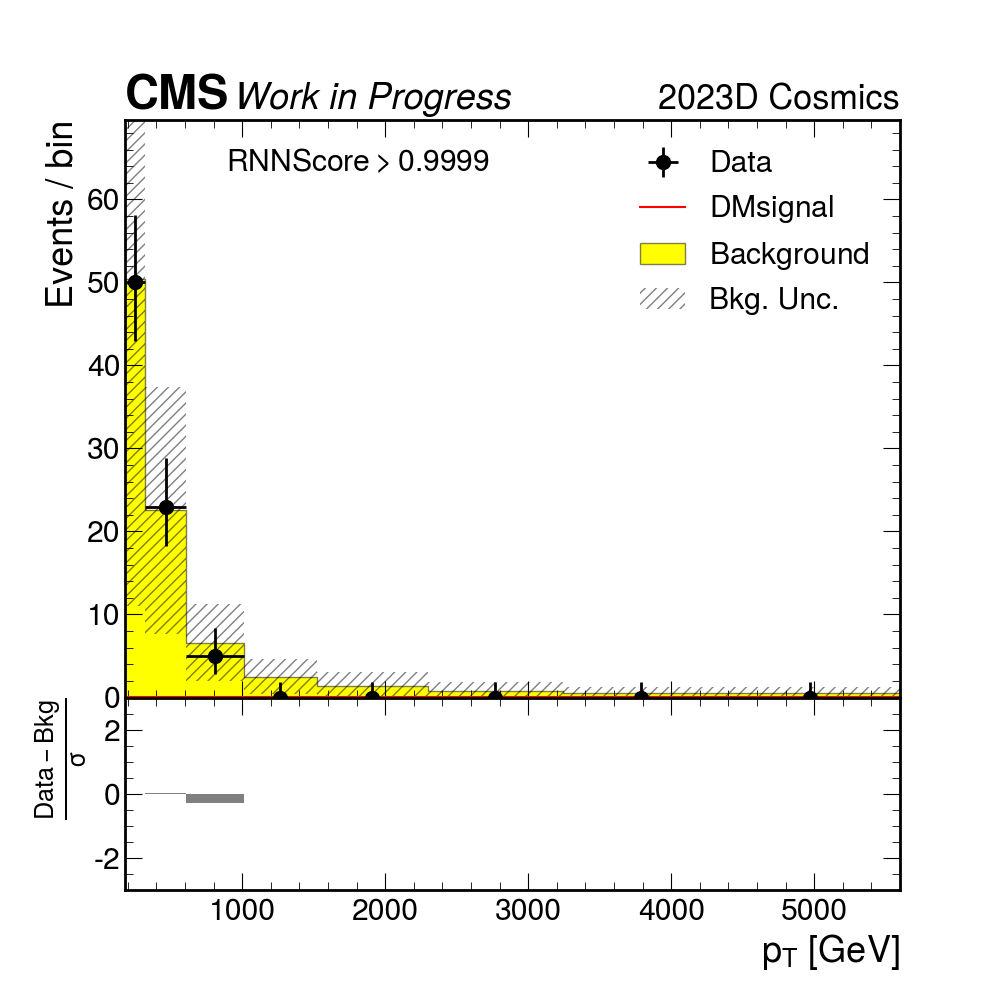 CMS Work in Progress 2023D Cosmics
RNNScore > 0.9999
Data
DMsignal
Background
Bkg. Unc.
Events / bin
60
50
40
30
20
10
0
Data – Bkg
σ
2
0
-2
1000 2000 3000 4000 5000
pT [GeV]